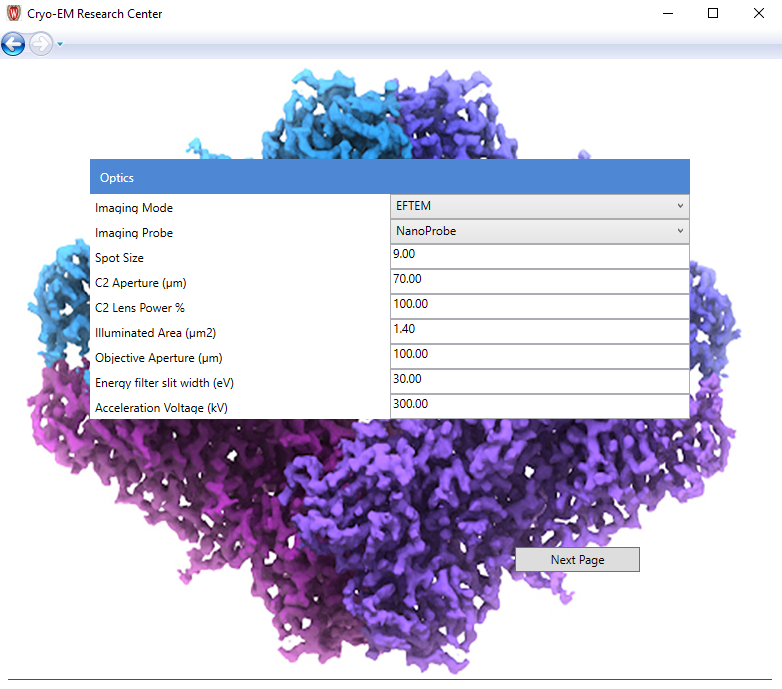 Cryo-EM Research Center
Optics
Imaging Mode EFTEM
Imaging Probe NanoProbe
Spot Size 9.00
C2 Aperture (µm) 70.00
C2 Lens Power % 100.00
Illuminated Area (µm2) 1.40
Objective Aperture (µm) 100.00
Energy filter slit width (eV) 30.00
Acceleration Voltage (kV) 300.00
Next Page